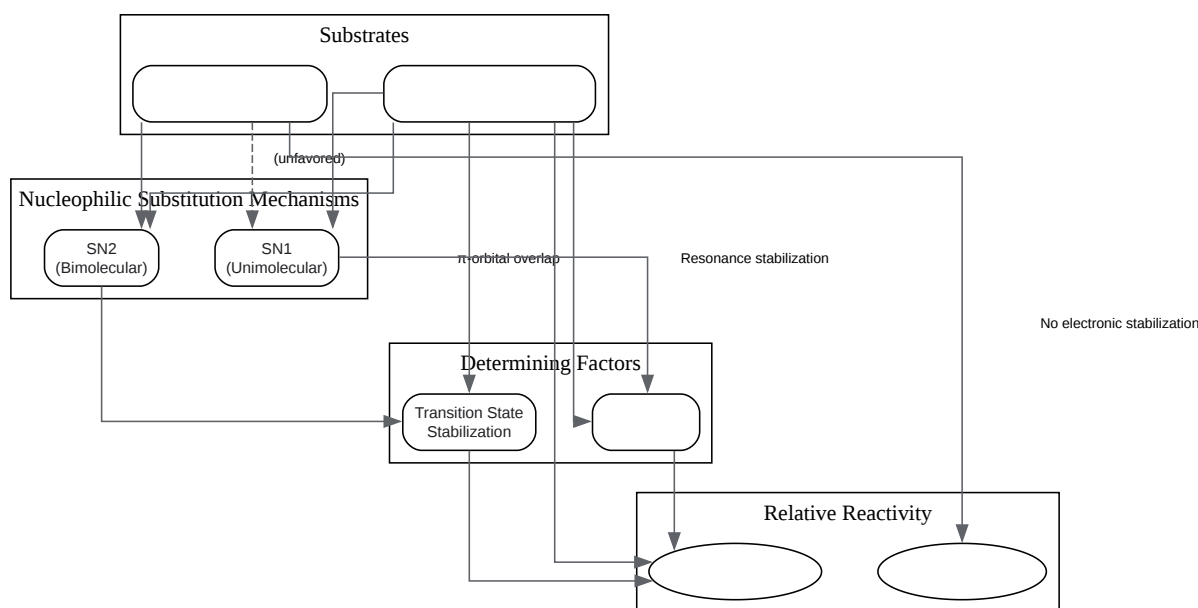 Substrates
(unfavored)
Nucleophilic Substitution Mechanisms
SN2
(Bimolecular)
SN1
(Unimolecular)
π-orbital overlap
Resonance stabilization
No electronic stabilization
Determining Factors
Transition State
Stabilization
Relative Reactivity